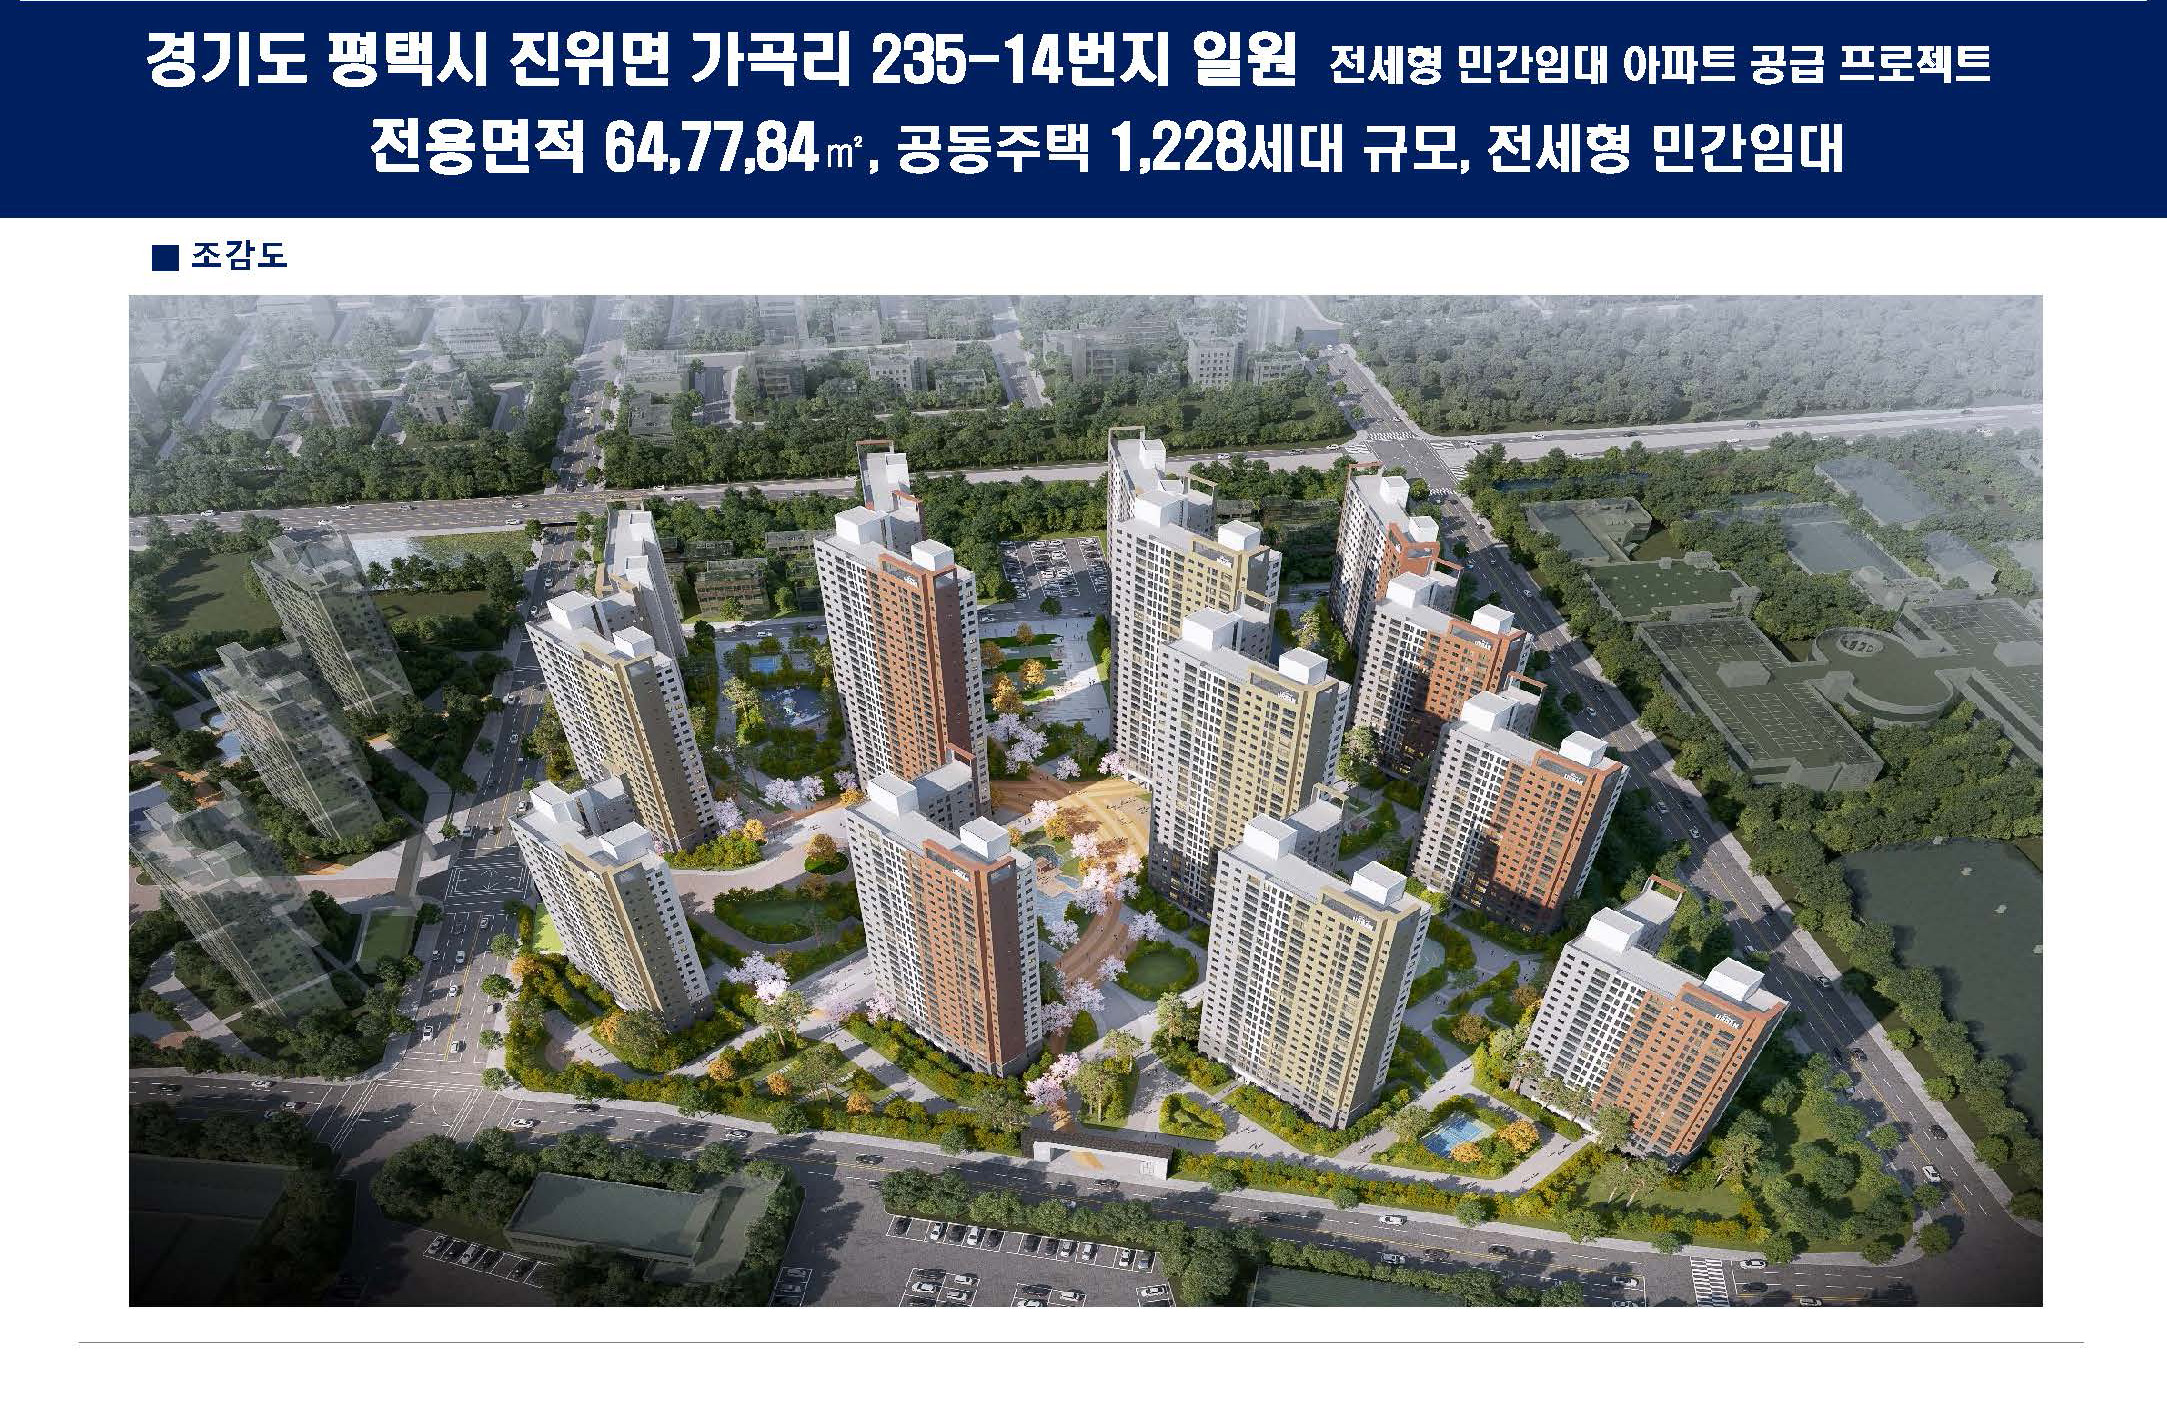 경기도 평택시 진위면 가곡리 235-14번지 일원 전세형 민간임대 아파트 공급 프로젝트
전용면적 64,77,84㎡, 공동주택 1,228세대 규모, 전세형 민간임대
■ 조감도
URBAN